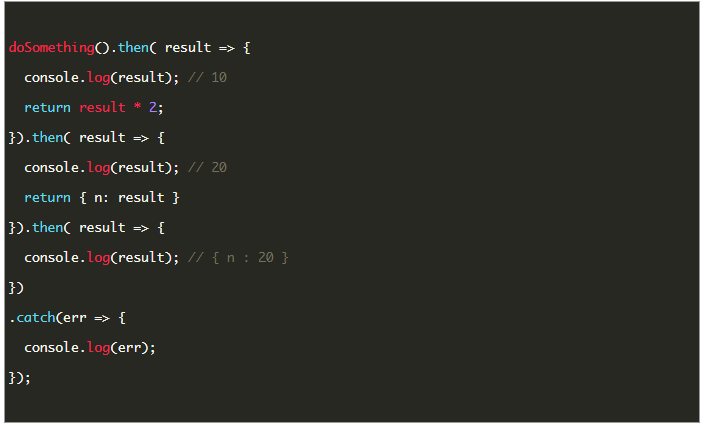 doSomething().then( result => {
  console.log(result); // 10
  return result * 2;
}).then( result => {
  console.log(result); // 20
  return { n: result }
}).then( result => {
  console.log(result); // { n : 20 }
})
.catch(err => {
  console.log(err);
});